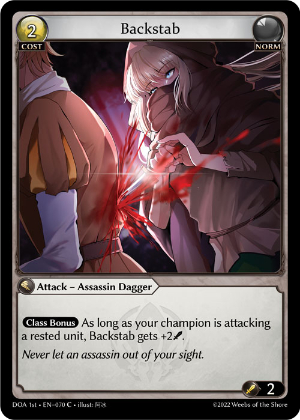 2
COST
Backstab
NORM
Attack – Assassin Dagger
Class Bonus As long as your champion is attacking
a rested unit, Backstab gets +2.
Never let an assassin out of your sight.
2
DOA 1st • EN-070 C • illust: 阿冰
©2022 Weebs of the Shore